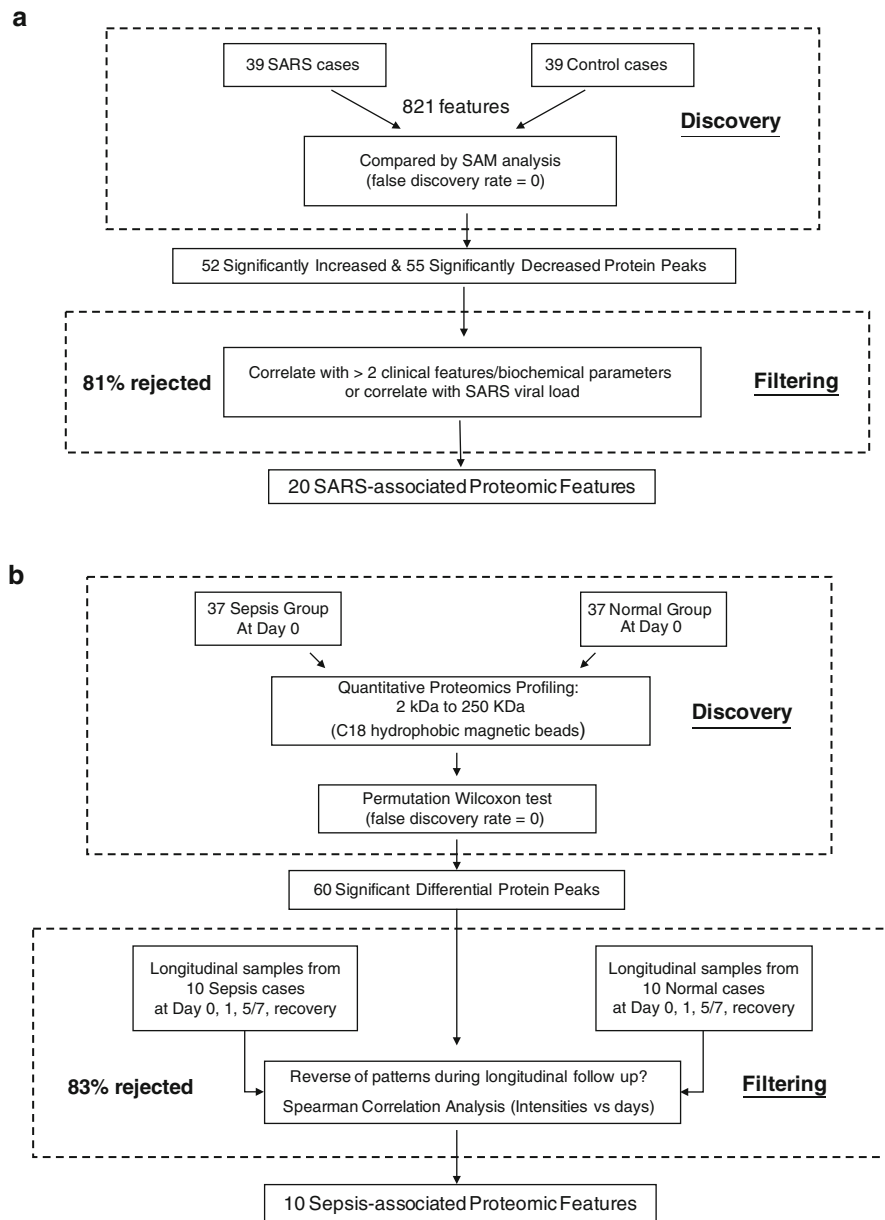 a
39 SARS cases
39 Control cases
821 features
Discovery
Compared by SAM analysis
(false discovery rate = 0)
52 Significantly Increased & 55 Significantly Decreased Protein Peaks
81% rejected
Correlate with > 2 clinical features/biochemical parameters
or correlate with SARS viral load
Filtering
20 SARS-associated Proteomic Features
b
37 Sepsis Group
At Day 0
37 Normal Group
At Day 0
Quantitative Proteomics Profiling:
2 kDa to 250 KDa
(C18 hydrophobic magnetic beads)
Discovery
Permutation Wilcoxon test
(false discovery rate = 0)
60 Significant Differential Protein Peaks
Longitudinal samples from
10 Sepsis cases
at Day 0, 1, 5/7, recovery
Longitudinal samples from
10 Normal cases
at Day 0, 1, 5/7, recovery
83% rejected
Reverse of patterns during longitudinal follow up?
Spearman Correlation Analysis (Intensities vs days)
Filtering
10 Sepsis-associated Proteomic Features